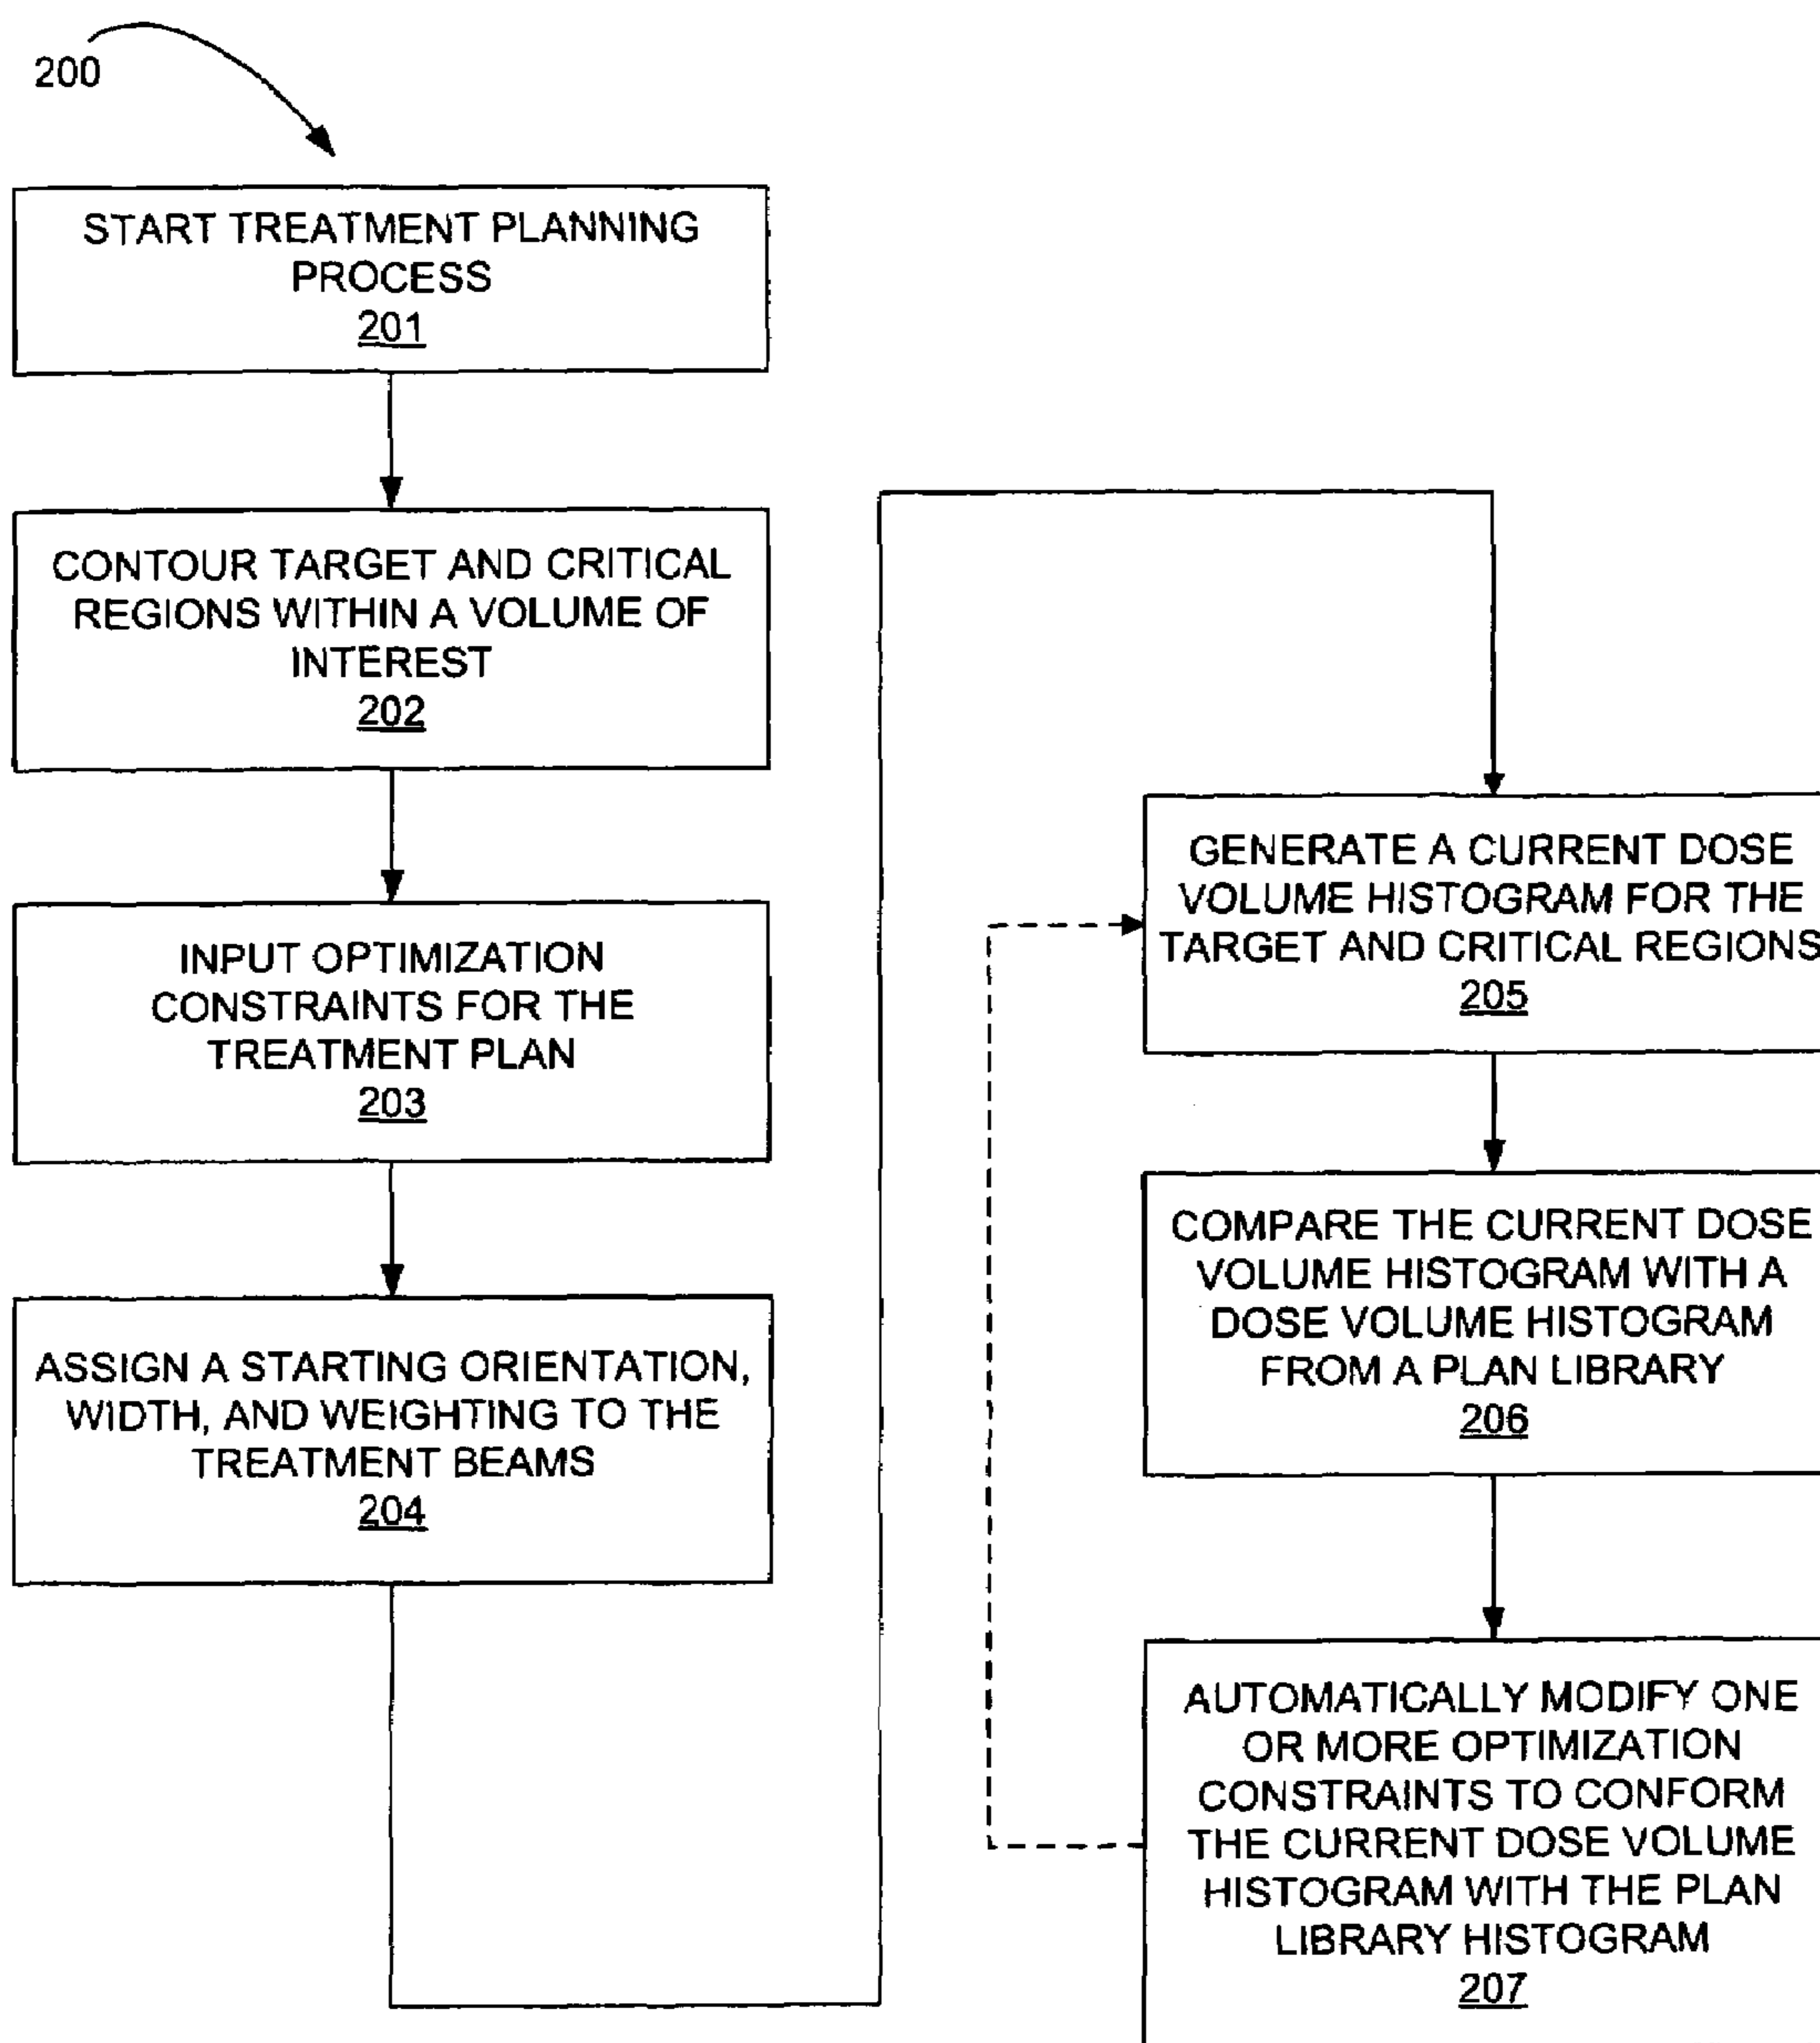 200
START TREATMENT PLANNING
PROCESS
201
CONTOUR TARGET AND CRITICAL
REGIONS WITHIN A VOLUME OF
INTEREST
202
INPUT OPTIMIZATION
CONSTRAINTS FOR THE
TREATMENT PLAN
203
ASSIGN A STARTING ORIENTATION,
WIDTH, AND WEIGHTING TO THE
TREATMENT BEAMS
204
GENERATE A CURRENT DOSE
VOLUME HISTOGRAM FOR THE
TARGET AND CRITICAL REGIONS
205
COMPARE THE CURRENT DOSE
VOLUME HISTOGRAM WITH A
DOSE VOLUME HISTOGRAM
FROM A PLAN LIBRARY
206
AUTOMATICALLY MODIFY ONE
OR MORE OPTIMIZATION
CONSTRAINTS TO CONFORM
THE CURRENT DOSE VOLUME
HISTOGRAM WITH THE PLAN
LIBRARY HISTOGRAM
207